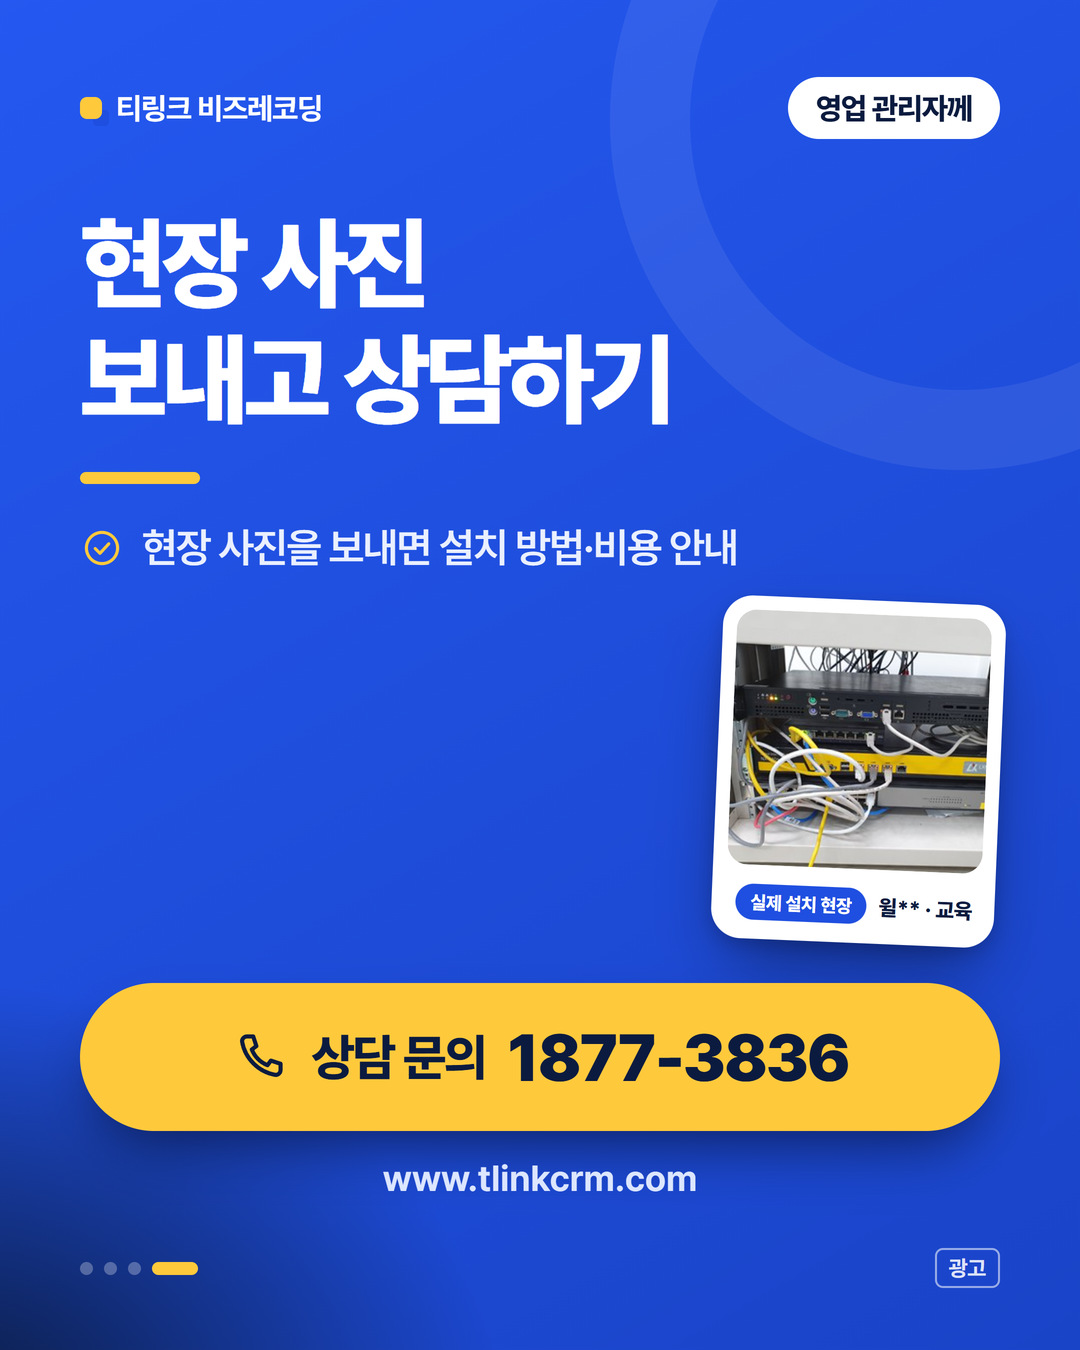 티링크 비즈레코딩
영업 관리자께
현장 사진
보내고 상담하기
현장 사진을 보내면 설치 방법·비용 안내
실제 설치 현장
월** · 교육
상담 문의 1877-3836
www.tlinkcrm.com
광고